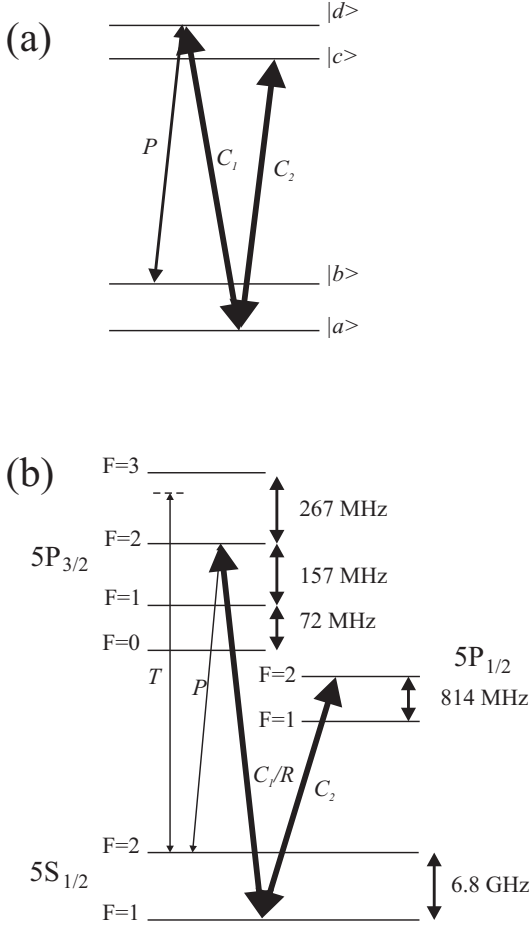 (a)
|d>
|c>
P
C₁
C₂
|b>
|a>
(b)
F=3
267 MHz
F=2
5P₃/₂
157 MHz
F=1
72 MHz
F=0
5P₁/₂
F=2
T
P
814 MHz
F=1
C₁/R
C₂
F=2
5S₁/₂
6.8 GHz
F=1